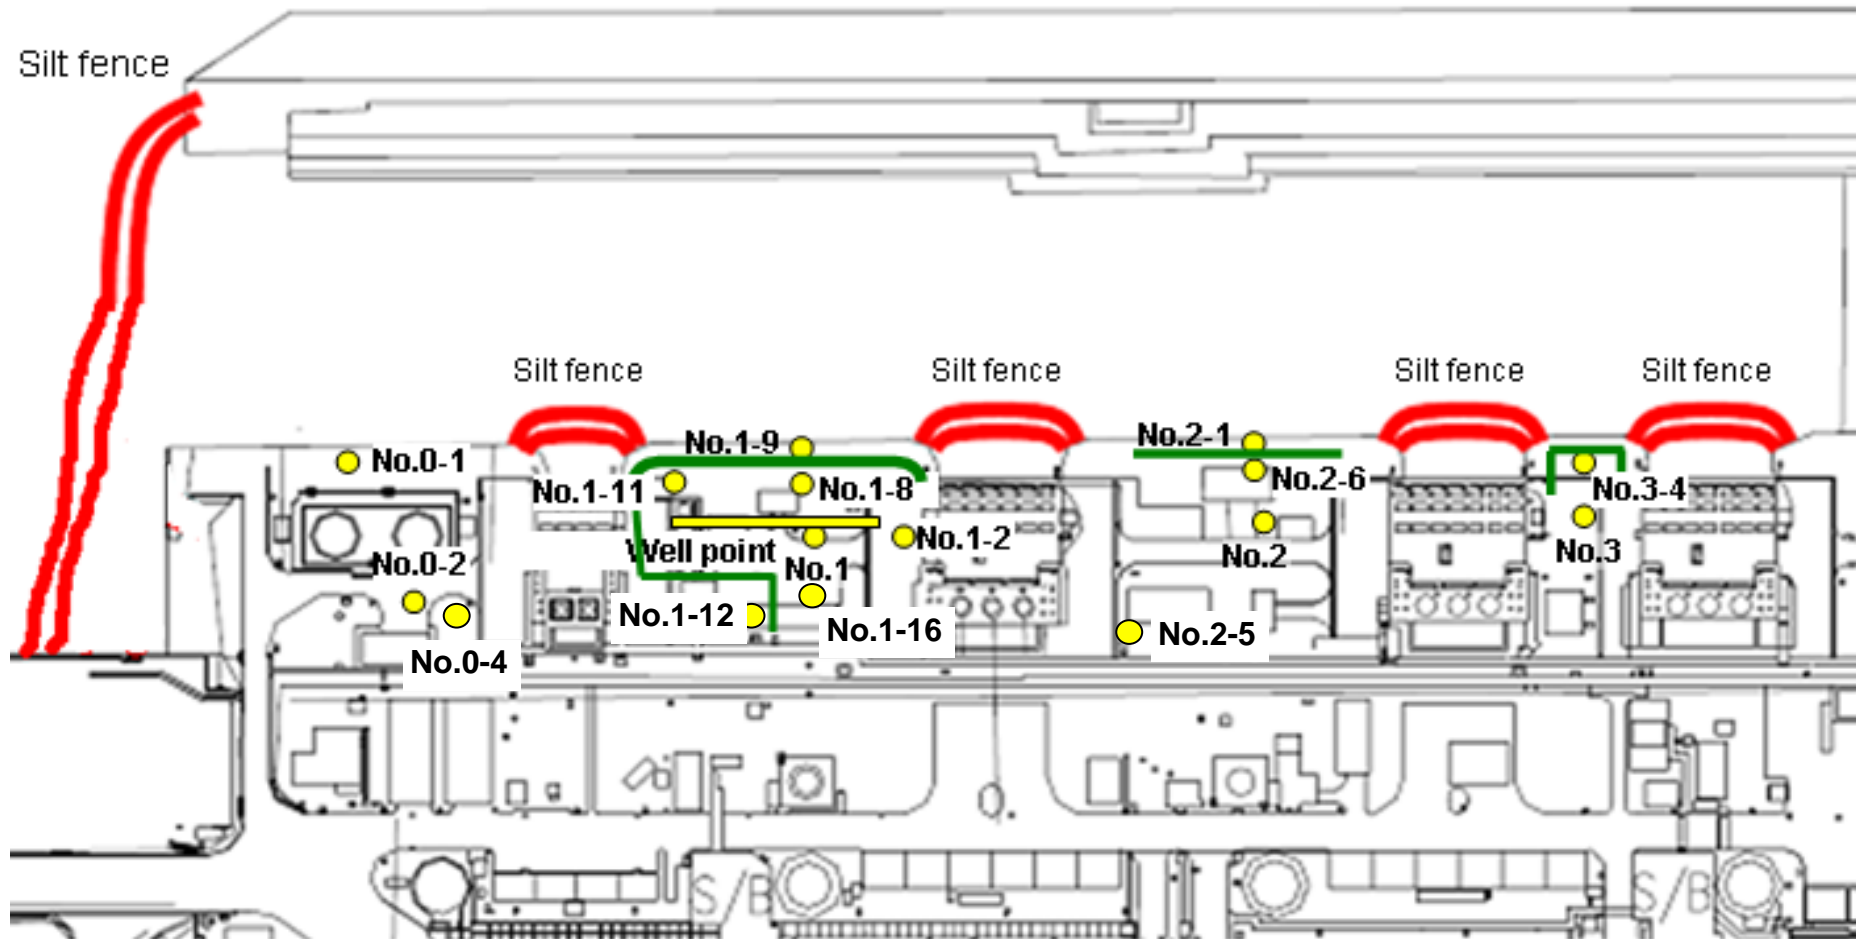 Silt fence
Silt fence
Silt fence
Silt fence
Silt fence
No.1-9
No.2-1
No.0-1
No.1-11
No.1-8
No.2-6
No.3-4
No.1-2
Well point
No.2
No.3
No.0-2
No.1
No.1-12
No.1-16
No.2-5
No.0-4
S/B
S/B